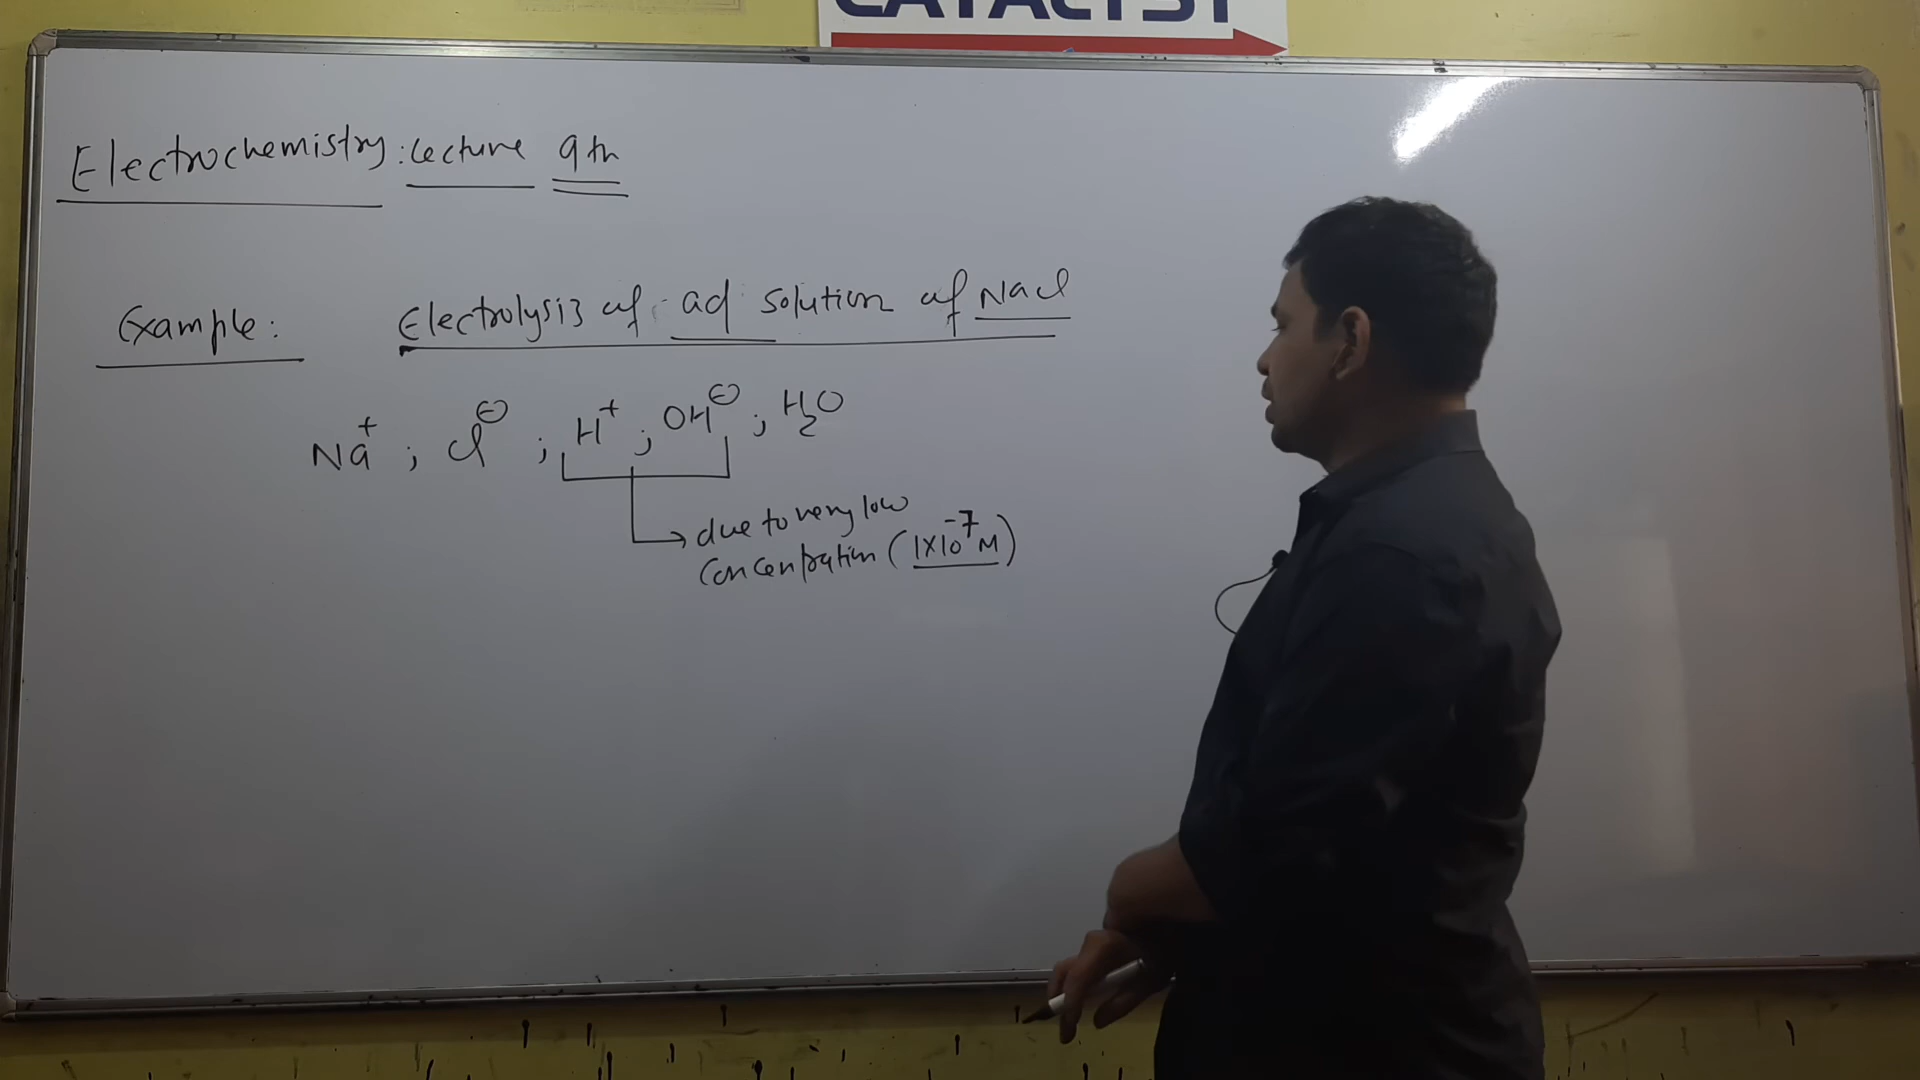 CATALYST
Electrochemistry: Lecture 9th
Example: Electrolysis of aq solution of NaCl
Na⁺ ; Cl⊖ ; H⁺ ; OH⊖ ; H₂O
due to very low
concentration (1×10⁻⁷ M)